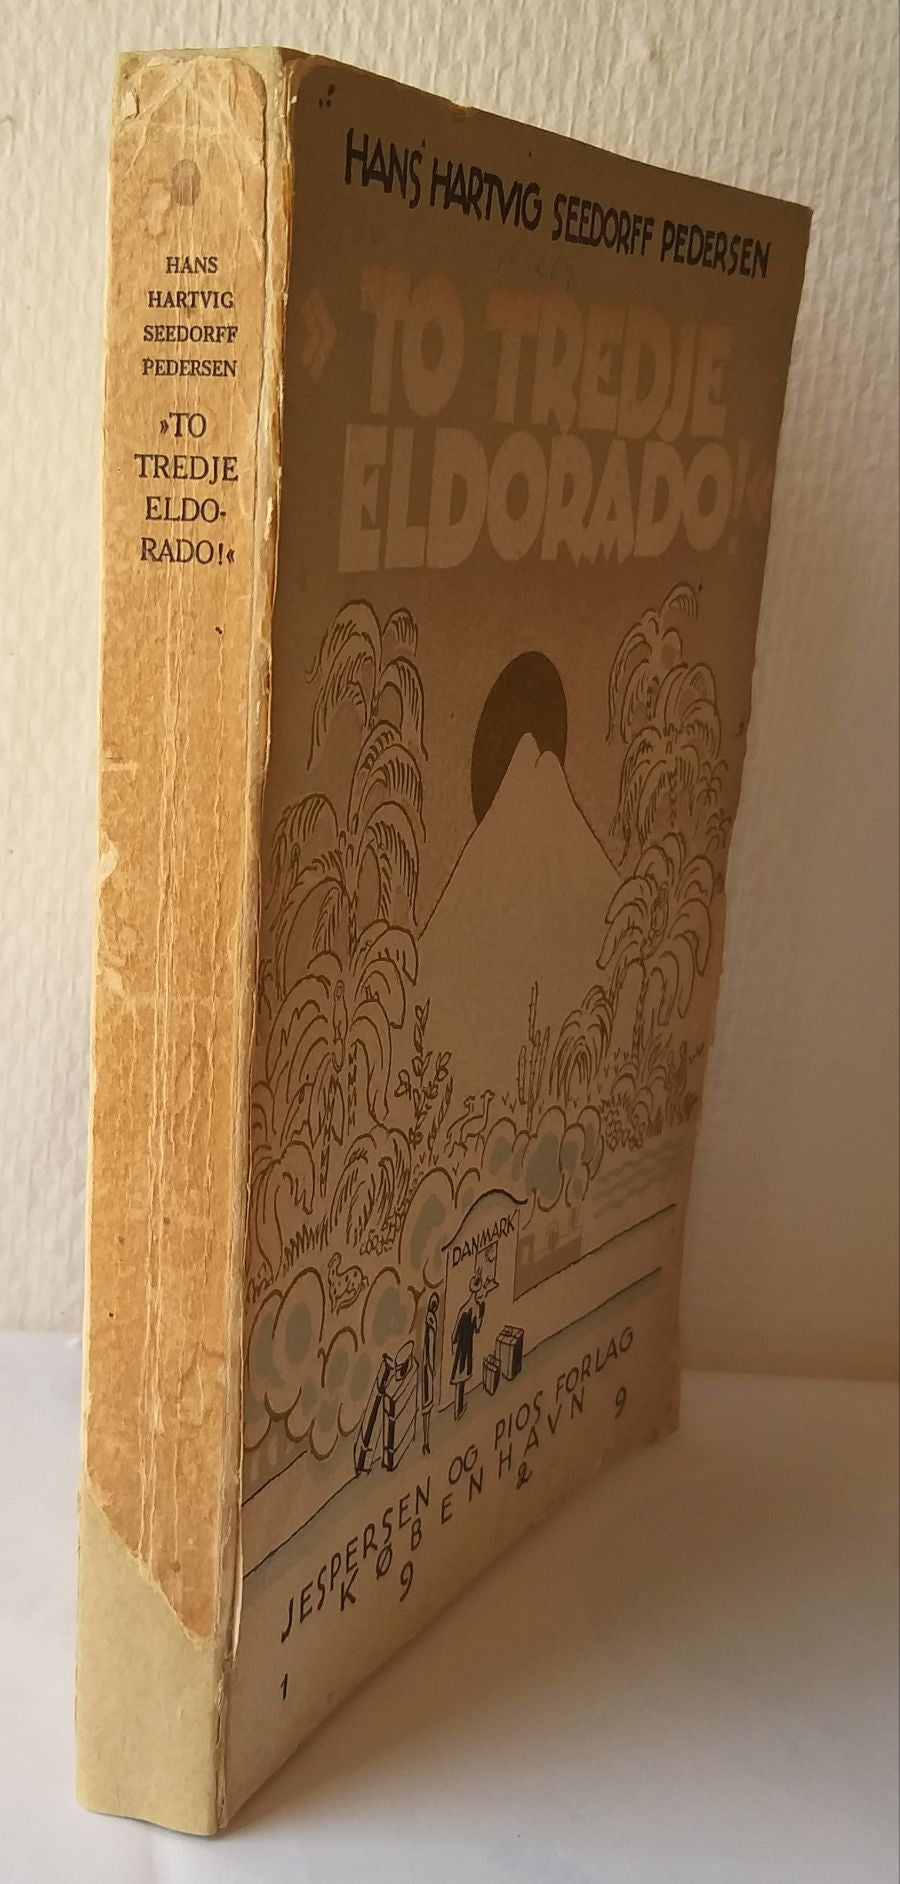 HANS
HARTVIG
SEEDORFF
PEDERSEN
»TO
TREDJE
ELDO-
RADO!«
HANS HARTVIG SEEDORFF PEDERSEN
»TO TREDJE
ELDORADO!«
DANMARK
JESPERSEN OG PIOS FORLAG
KØBENHAVN
1 9 2 9